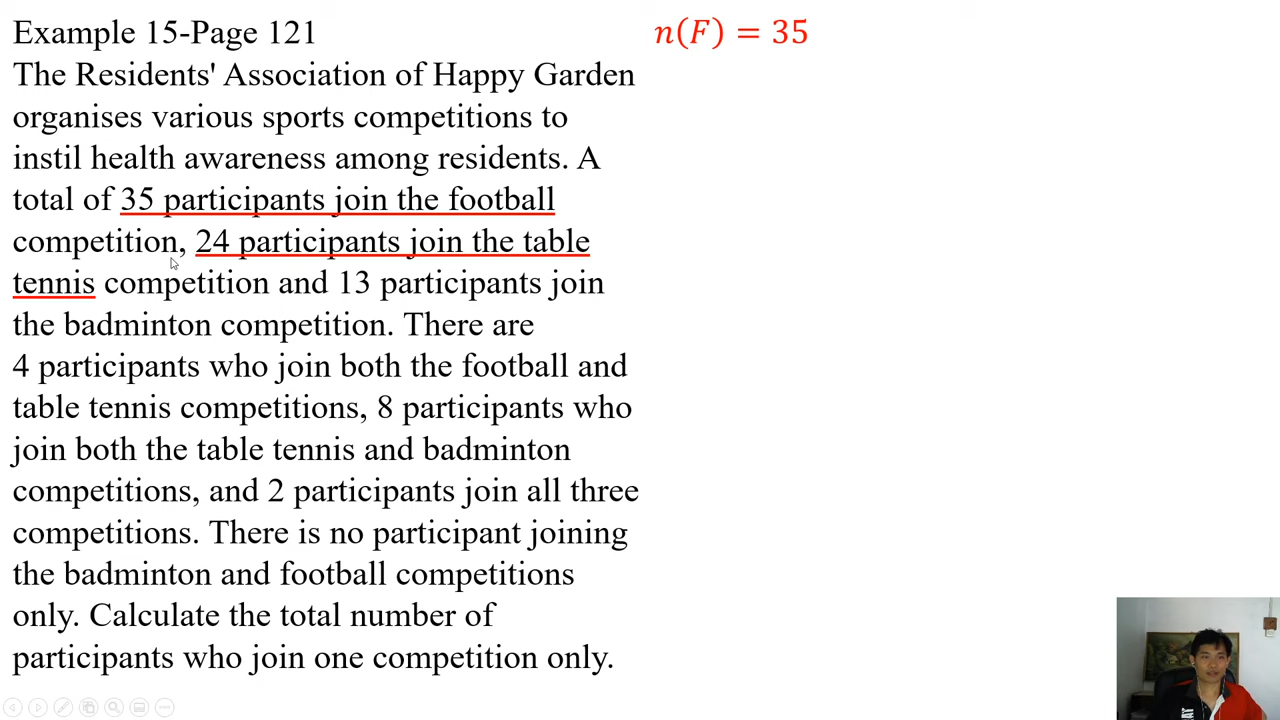 Example 15-Page 121
The Residents' Association of Happy Garden
organises various sports competitions to
instil health awareness among residents. A
total of 35 participants join the football
competition, 24 participants join the table
tennis competition and 13 participants join
the badminton competition. There are
4 participants who join both the football and
table tennis competitions, 8 participants who
join both the table tennis and badminton
competitions, and 2 participants join all three
competitions. There is no participant joining
the badminton and football competitions
only. Calculate the total number of
participants who join one competition only.
n(F) = 35